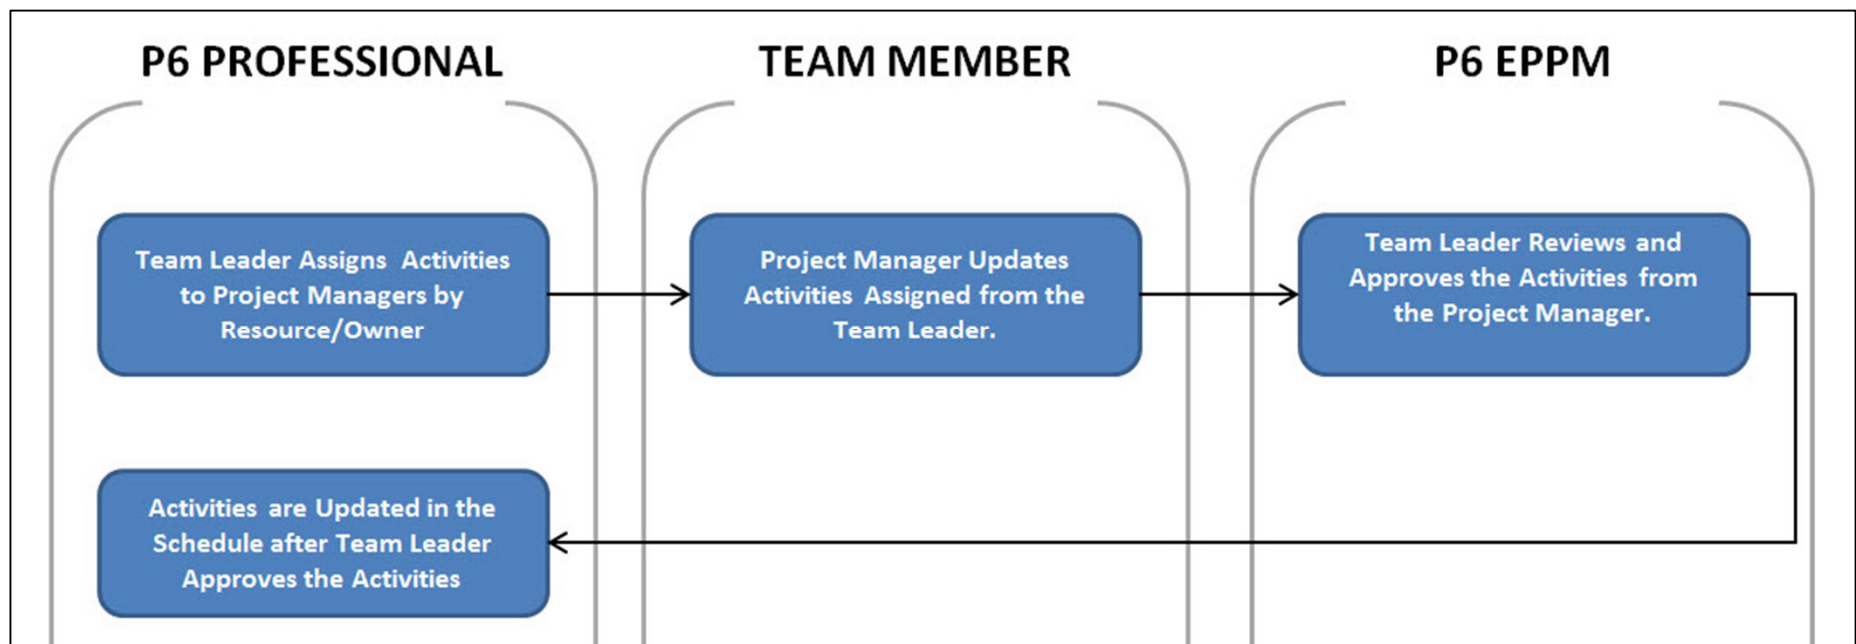 P6 PROFESSIONAL
TEAM MEMBER
P6 EPPM
Team Leader Assigns Activities
to Project Managers by
Resource/Owner
Project Manager Updates
Activities Assigned from the
Team Leader.
Team Leader Reviews and
Approves the Activities from
the Project Manager.
Activities are Updated in the
Schedule after Team Leader
Approves the Activities